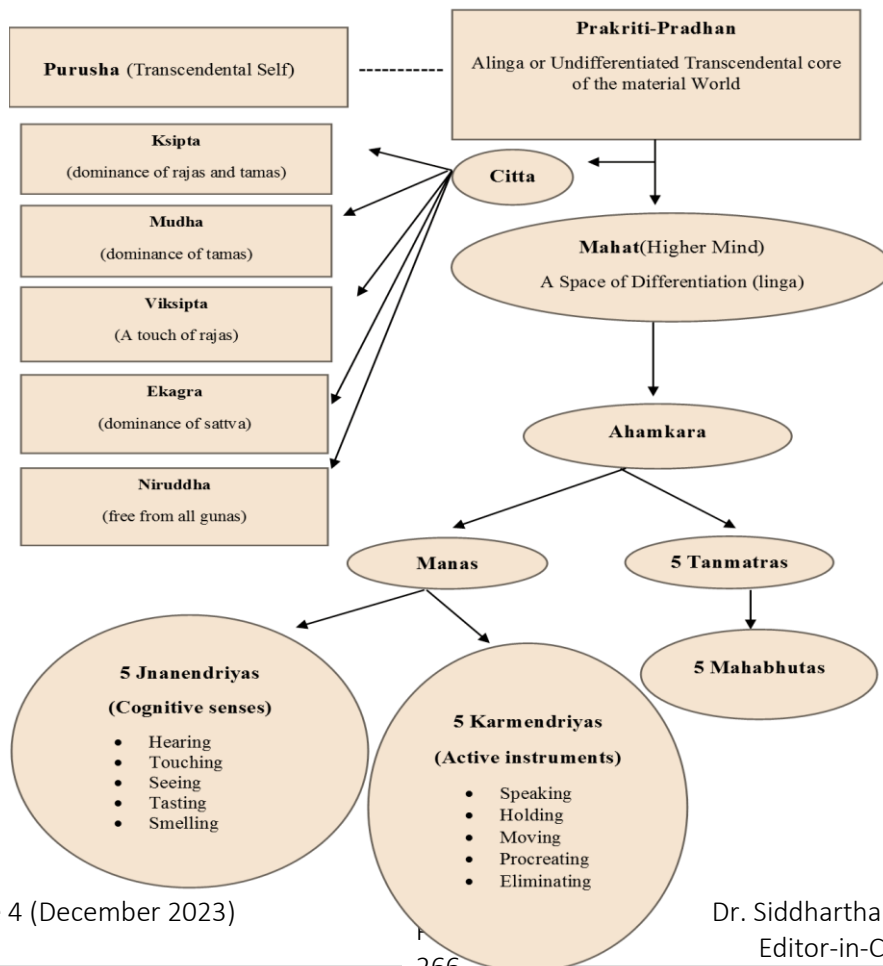 Purusha (Transcendental Self)
Prakriti-Pradhan
Alinga or Undifferentiated Transcendental core
of the material World
Ksipta
(dominance of rajas and tamas)
Citta
Mudha
(dominance of tamas)
Mahat(Higher Mind)
A Space of Differentiation (linga)
Viksipta
(A touch of rajas)
Ekagra
(dominance of sattva)
Ahamkara
Niruddha
(free from all gunas)
Manas
5 Tanmatras
5 Jnanendriyas
(Cognitive senses)
• Hearing
• Touching
• Seeing
• Tasting
• Smelling
5 Karmendriyas
(Active instruments)
• Speaking
• Holding
• Moving
• Procreating
• Eliminating
5 Mahabhutas
4 (December 2023)
Dr. Siddhartha
Editor-in-C